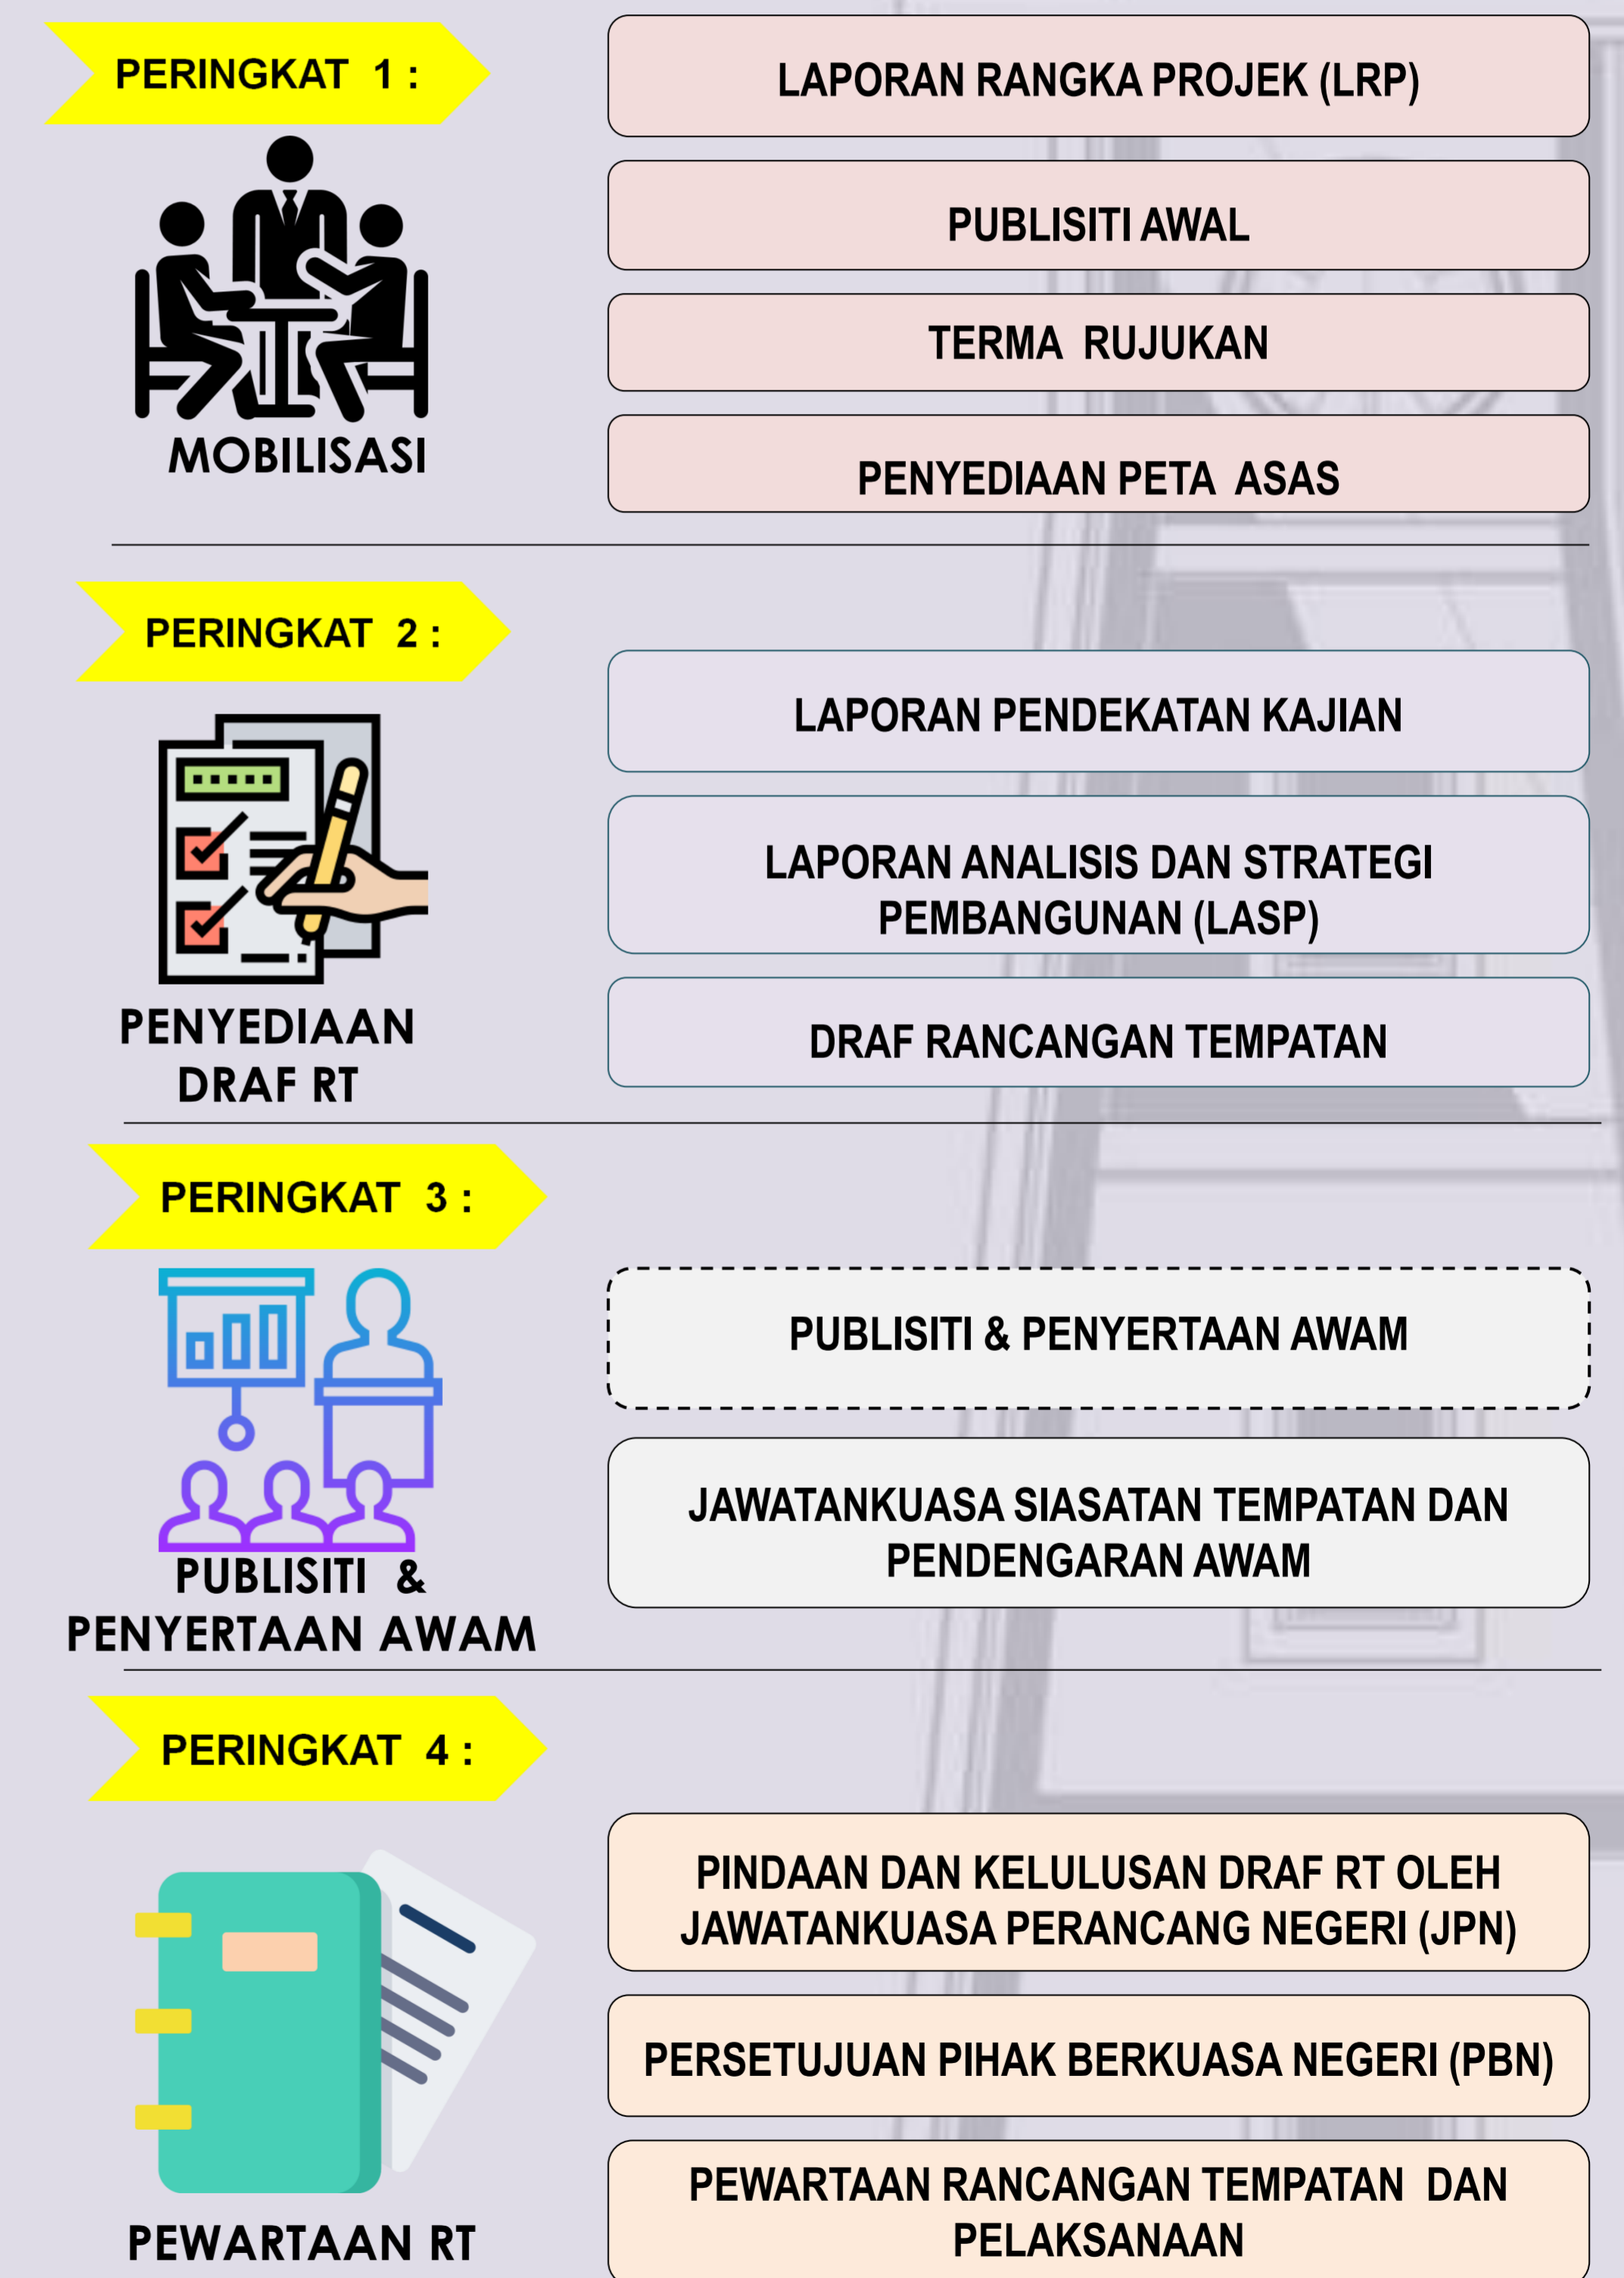 PERINGKAT 1 :
MOBILISASI
LAPORAN RANGKA PROJEK (LRP)
PUBLISITI AWAL
TERMA RUJUKAN
PENYEDIAAN PETA ASAS
PERINGKAT 2 :
PENYEDIAAN
DRAF RT
LAPORAN PENDEKATAN KAJIAN
LAPORAN ANALISIS DAN STRATEGI
PEMBANGUNAN (LASP)
DRAF RANCANGAN TEMPATAN
PERINGKAT 3 :
PUBLISITI &
PENYERTAAN AWAM
PUBLISITI & PENYERTAAN AWAM
JAWATANKUASA SIASATAN TEMPATAN DAN
PENDENGARAN AWAM
PERINGKAT 4 :
PEWARTAAN RT
PINDAAN DAN KELULUSAN DRAF RT OLEH
JAWATANKUASA PERANCANG NEGERI (JPN)
PERSETUJUAN PIHAK BERKUASA NEGERI (PBN)
PEWARTAAN RANCANGAN TEMPATAN DAN
PELAKSANAAN